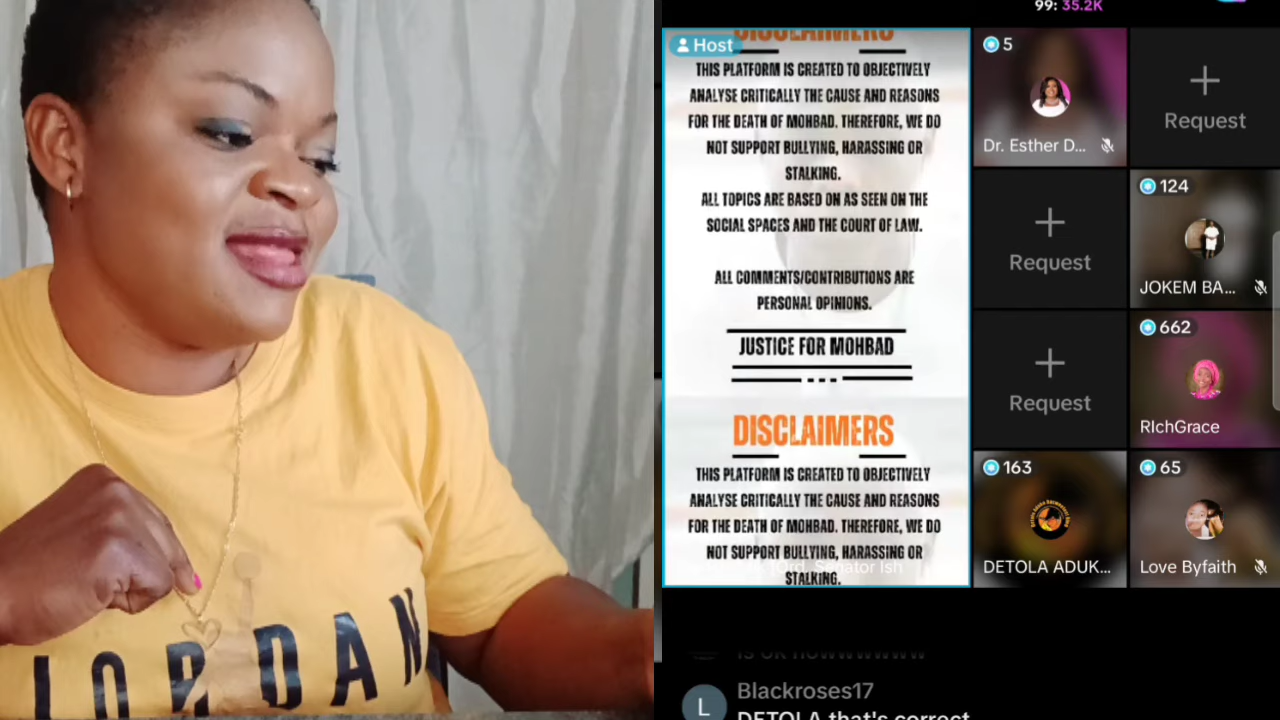 JORDAN
99: 35.2K
DISCLAIMERS
Host
THIS PLATFORM IS CREATED TO OBJECTIVELY
ANALYSE CRITICALLY THE CAUSE AND REASONS
FOR THE DEATH OF MOHBAD. THEREFORE, WE DO
NOT SUPPORT BULLYING, HARASSING OR
STALKING.
ALL TOPICS ARE BASED ON AS SEEN ON THE
SOCIAL SPACES AND THE COURT OF LAW.
ALL COMMENTS/CONTRIBUTIONS ARE
PERSONAL OPINIONS.
JUSTICE FOR MOHBAD
DISCLAIMERS
THIS PLATFORM IS CREATED TO OBJECTIVELY
ANALYSE CRITICALLY THE CAUSE AND REASONS
FOR THE DEATH OF MOHBAD. THEREFORE, WE DO
NOT SUPPORT BULLYING, HARASSING OR
Senator Ish
STALKING.
5
Dr. Esther D...
Request
Request
124
JOKEM BA...
Request
662
RIchGrace
163
DETOLA ADUK...
65
Love Byfaith
L
Blackroses17
DETOLA that's correct